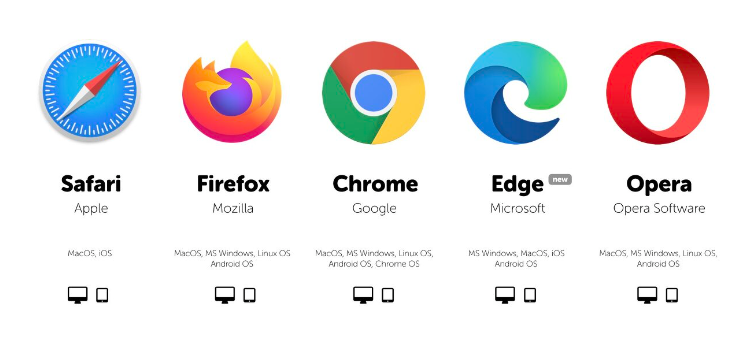 Safari
Apple
MacOS, iOS
Firefox
Mozilla
MacOS, MS Windows, Linux OS
Android OS
Chrome
Google
MacOS, MS Windows, Linux OS,
Android OS, Chrome OS
Edge new
Microsoft
MS Windows, MacOS, iOS
Android OS
Opera
Opera Software
MacOS, MS Windows, Linux OS,
Android OS